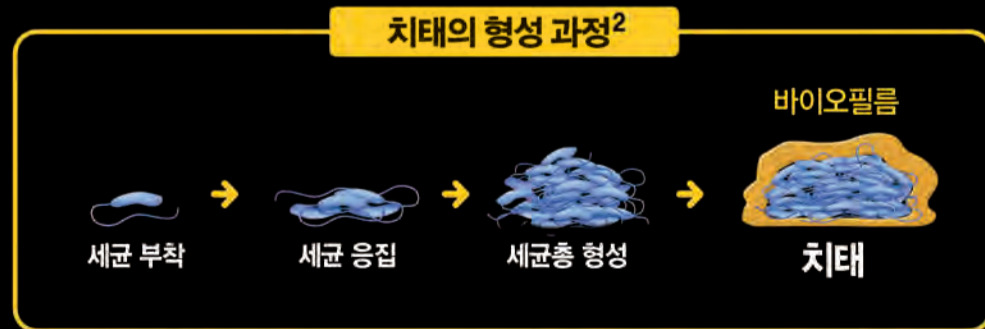 치태의 형성 과정²
바이오필름
세균 부착
세균 응집
세균총 형성
치태